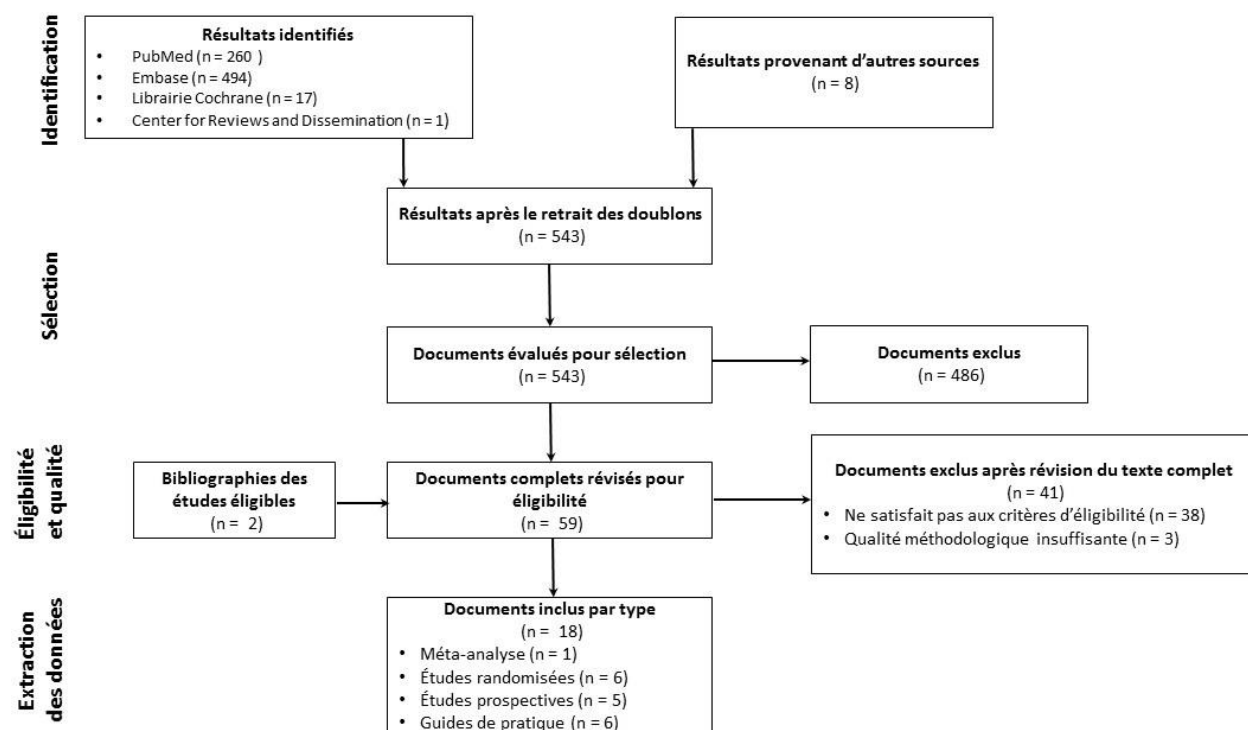 Identification
Résultats identifiés
• PubMed (n = 260 )
• Embase (n = 494)
• Librairie Cochrane (n = 17)
• Center for Reviews and Dissemination (n = 1)
Résultats provenant d'autres sources
(n = 8)
Sélection
Résultats après le retrait des doublons
(n = 543)
Documents évalués pour sélection
(n = 543)
Documents exclus
(n = 486)
Éligibilité
et qualité
Bibliographies des
études éligibles
(n = 2)
Documents complets révisés pour
éligibilité
(n = 59)
Documents exclus après révision du texte complet
(n = 41)
• Ne satisfait pas aux critères d'éligibilité (n = 38)
• Qualité méthodologique insuffisante (n = 3)
Extraction
des données
Documents inclus par type
(n = 18)
• Méta-analyse (n = 1)
• Études randomisées (n = 6)
• Études prospectives (n = 5)
• Guides de pratique (n = 6)